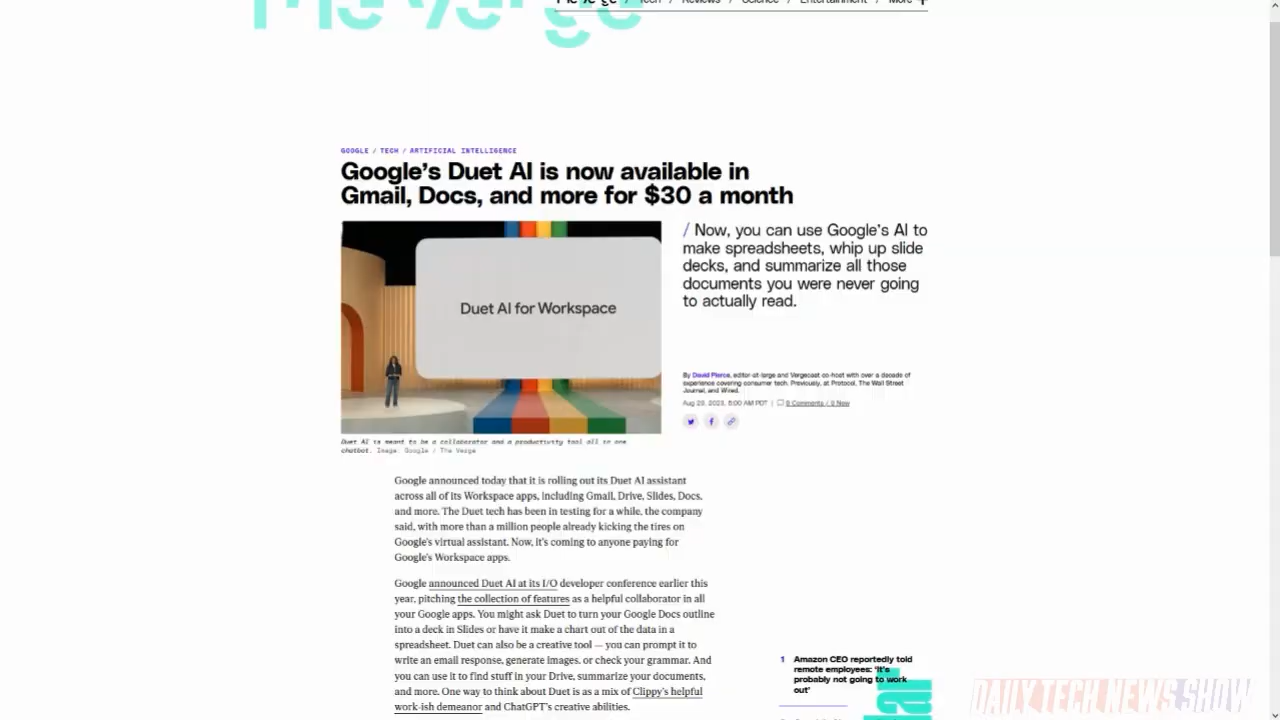 The Verge
The Verge / Tech / Reviews / Science / Entertainment / More +
GOOGLE / TECH / ARTIFICIAL INTELLIGENCE
Google's Duet AI is now available in
Gmail, Docs, and more for $30 a month
Duet AI for Workspace
/ Now, you can use Google's AI to
make spreadsheets, whip up slide
decks, and summarize all those
documents you were never going
to actually read.
By David Pierce, editor-at-large and Vergecast co-host with over a decade of
experience covering consumer tech. Previously, at Protocol, The Wall Street
Journal, and Wired.
Aug 29, 2023, 5:00 AM PDT | 0 Comments / 0 New
Duet AI is meant to be a collaborator and a productivity tool all in one
chatbot. Image: Google / The Verge
Google announced today that it is rolling out its Duet AI assistant
across all of its Workspace apps, including Gmail, Drive, Slides, Docs,
and more. The Duet tech has been in testing for a while, the company
said, with more than a million people already kicking the tires on
Google's virtual assistant. Now, it's coming to anyone paying for
Google's Workspace apps.
Google announced Duet AI at its I/O developer conference earlier this
year, pitching the collection of features as a helpful collaborator in all
your Google apps. You might ask Duet to turn your Google Docs outline
into a deck in Slides or have it make a chart out of the data in a
spreadsheet. Duet can also be a creative tool — you can prompt it to
write an email response, generate images, or check your grammar. And
you can use it to find stuff in your Drive, summarize your documents,
and more. One way to think about Duet is as a mix of Clippy's helpful
work-ish demeanor and ChatGPT's creative abilities.
1 Amazon CEO reportedly told
remote employees: 'It's
probably not going to work
out'
DAILY TECH NEWS SHOW